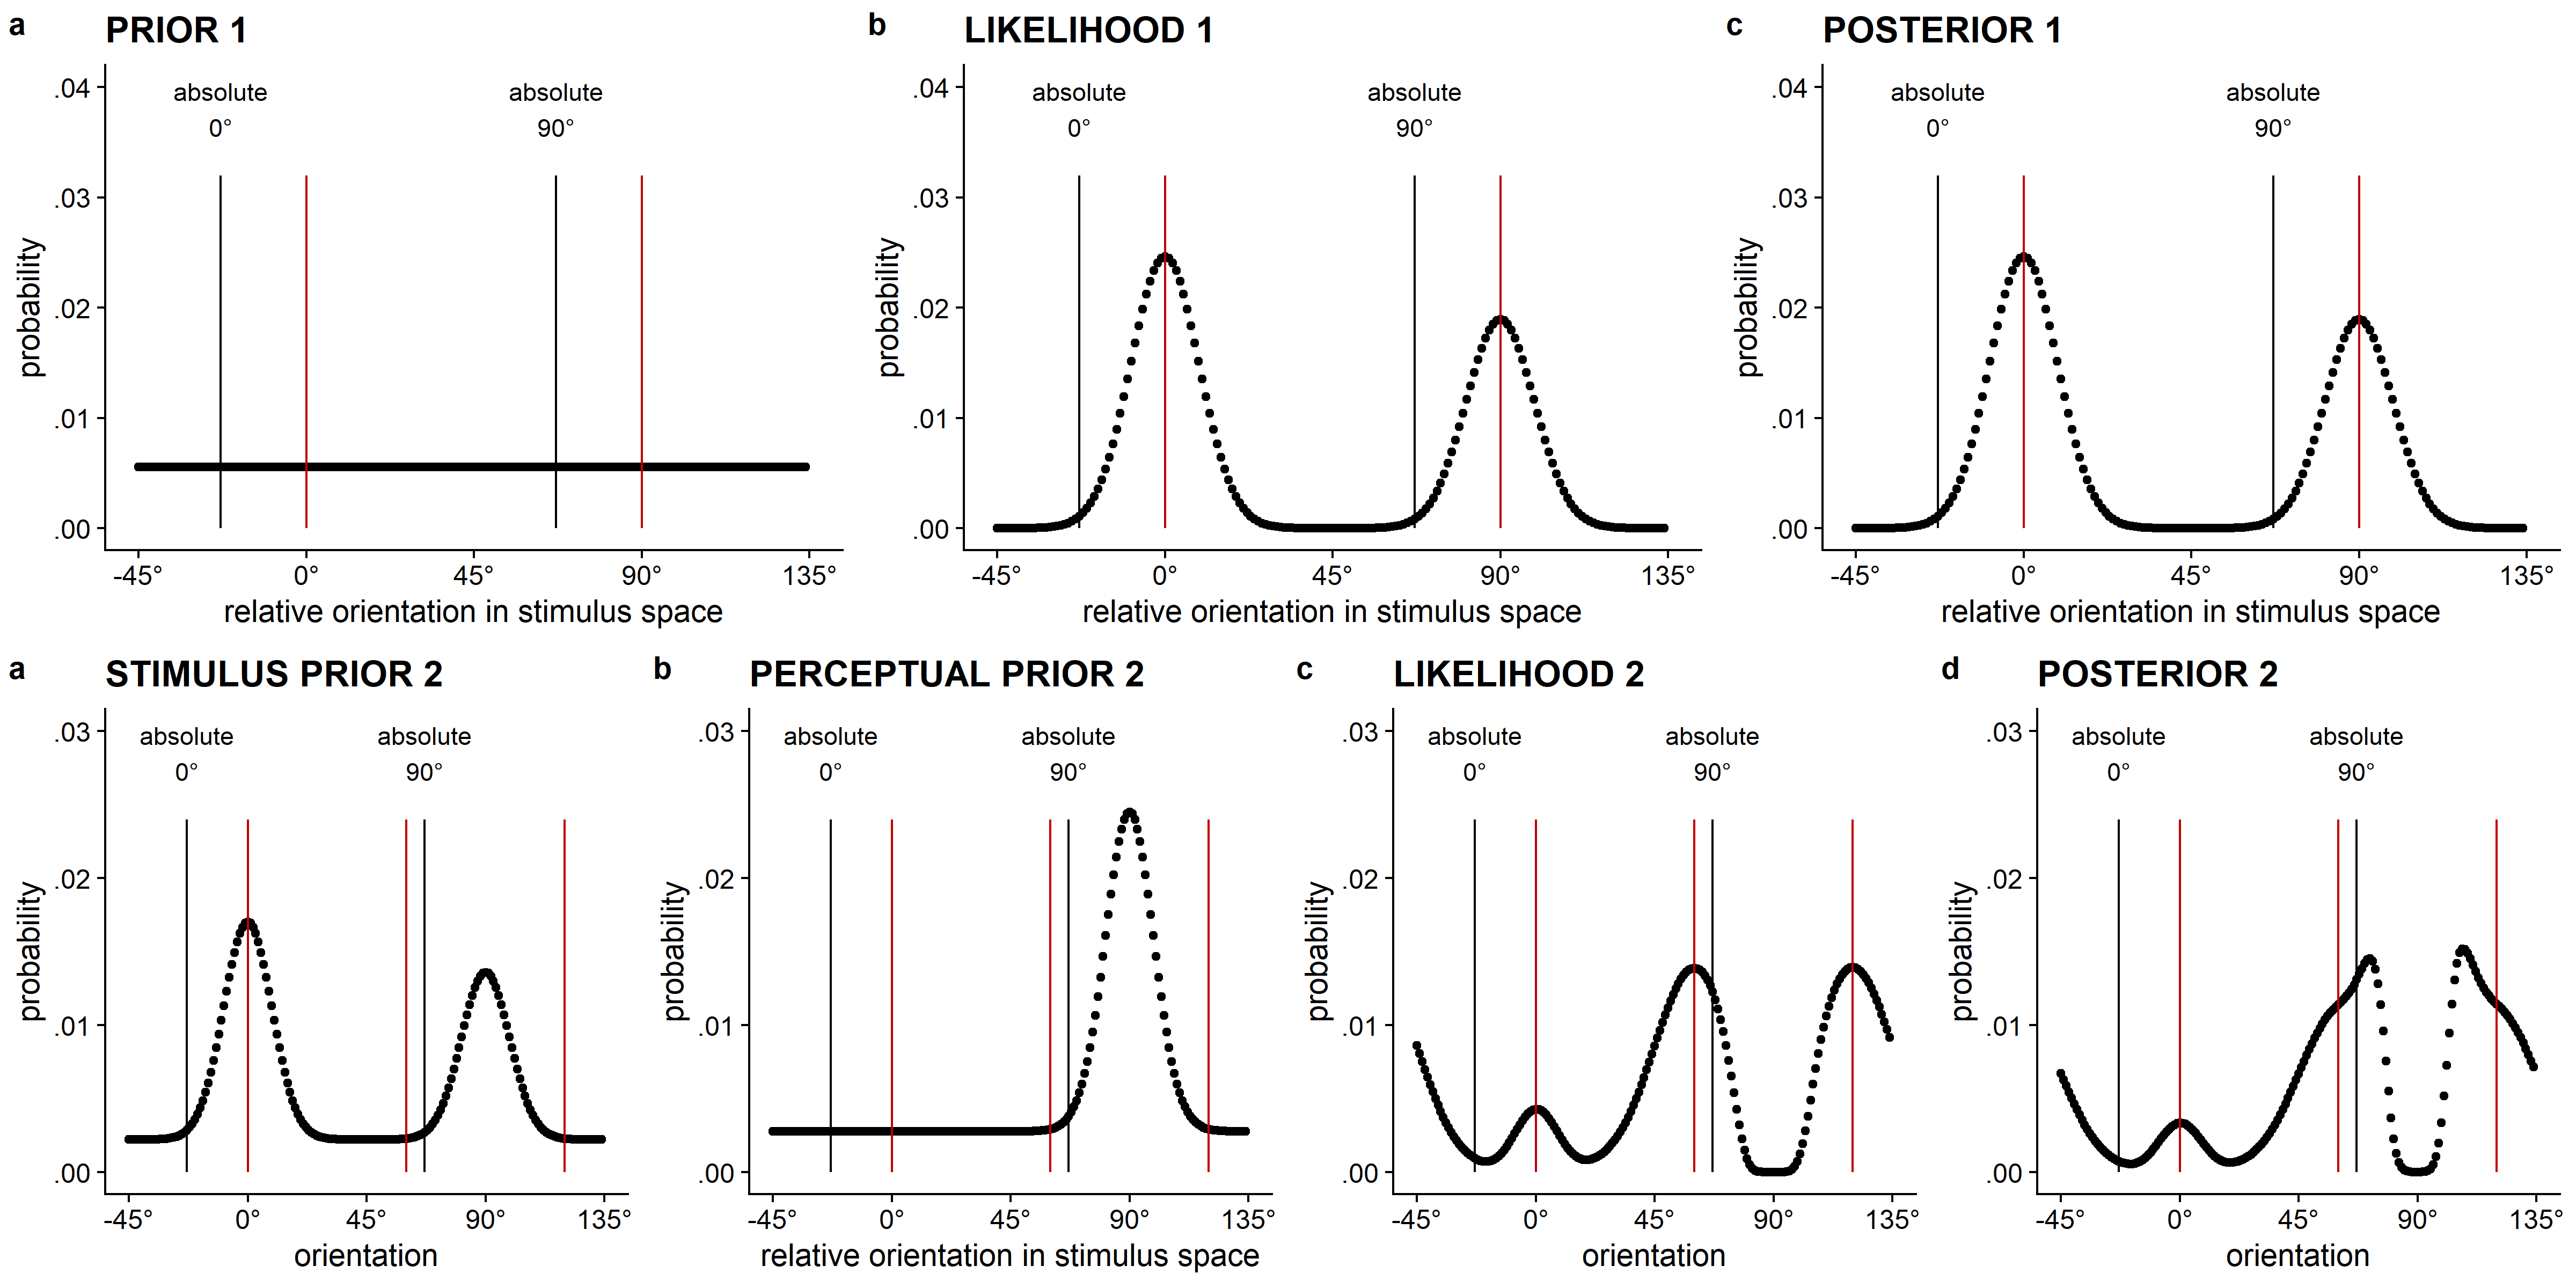 a PRIOR 1
.04
.03
.02
.01
.00
probability
absolute
0°
absolute
90°
-45° 0° 45° 90° 135°
relative orientation in stimulus space
b LIKELIHOOD 1
.04
.03
.02
.01
.00
probability
absolute
0°
absolute
90°
-45° 0° 45° 90° 135°
relative orientation in stimulus space
c POSTERIOR 1
.04
.03
.02
.01
.00
probability
absolute
0°
absolute
90°
-45° 0° 45° 90° 135°
relative orientation in stimulus space
a STIMULUS PRIOR 2
.03
.02
.01
.00
probability
absolute
0°
absolute
90°
-45° 0° 45° 90° 135°
orientation
b PERCEPTUAL PRIOR 2
.03
.02
.01
.00
probability
absolute
0°
absolute
90°
-45° 0° 45° 90° 135°
relative orientation in stimulus space
c LIKELIHOOD 2
.03
.02
.01
.00
probability
absolute
0°
absolute
90°
-45° 0° 45° 90° 135°
orientation
d POSTERIOR 2
.03
.02
.01
.00
probability
absolute
0°
absolute
90°
-45° 0° 45° 90° 135°
orientation